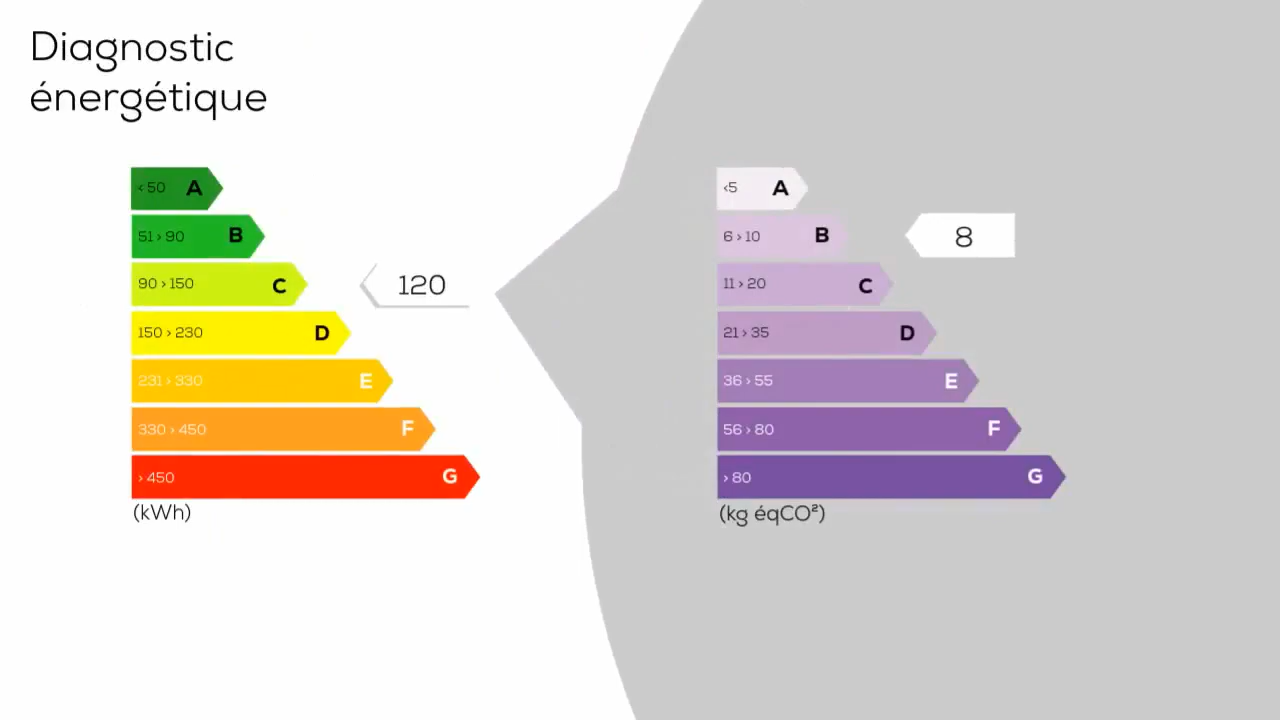 Diagnostic
énergétique
< 50 A
51 > 90 B
90 > 150 C
120
150 > 230 D
231 > 330 E
330 > 450 F
> 450 G
(kWh)
<5 A
6 > 10 B
8
11 > 20 C
21 > 35 D
36 > 55 E
56 > 80 F
> 80 G
(kg éqCO²)